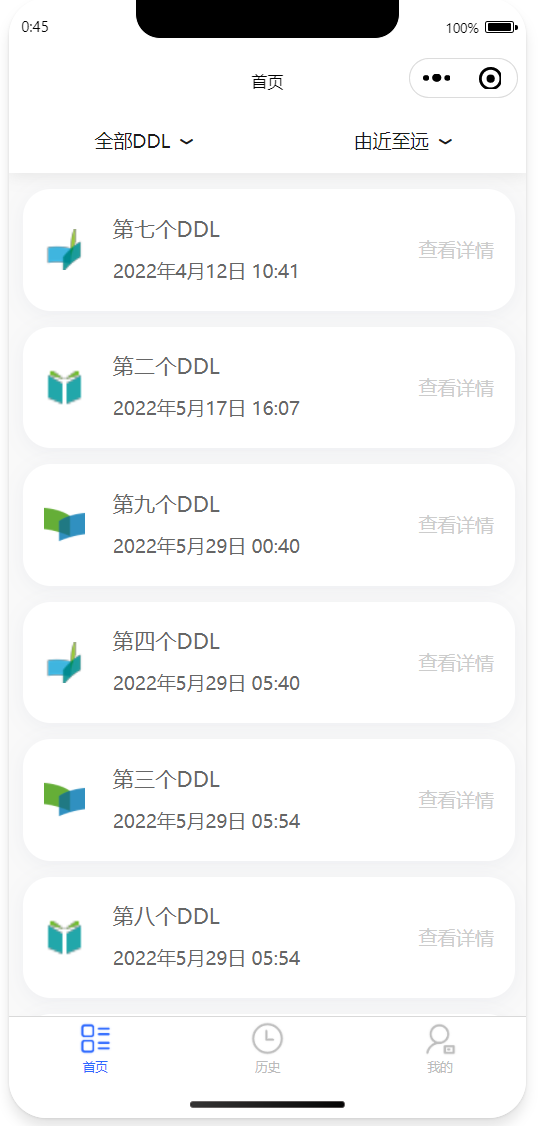 0:45
100%
首页
全部DDL
由近至远
第七个DDL
2022年4月12日 10:41
查看详情
第二个DDL
2022年5月17日 16:07
查看详情
第九个DDL
2022年5月29日 00:40
查看详情
第四个DDL
2022年5月29日 05:40
查看详情
第三个DDL
2022年5月29日 05:54
查看详情
第八个DDL
2022年5月29日 05:54
查看详情
首页
历史
我的